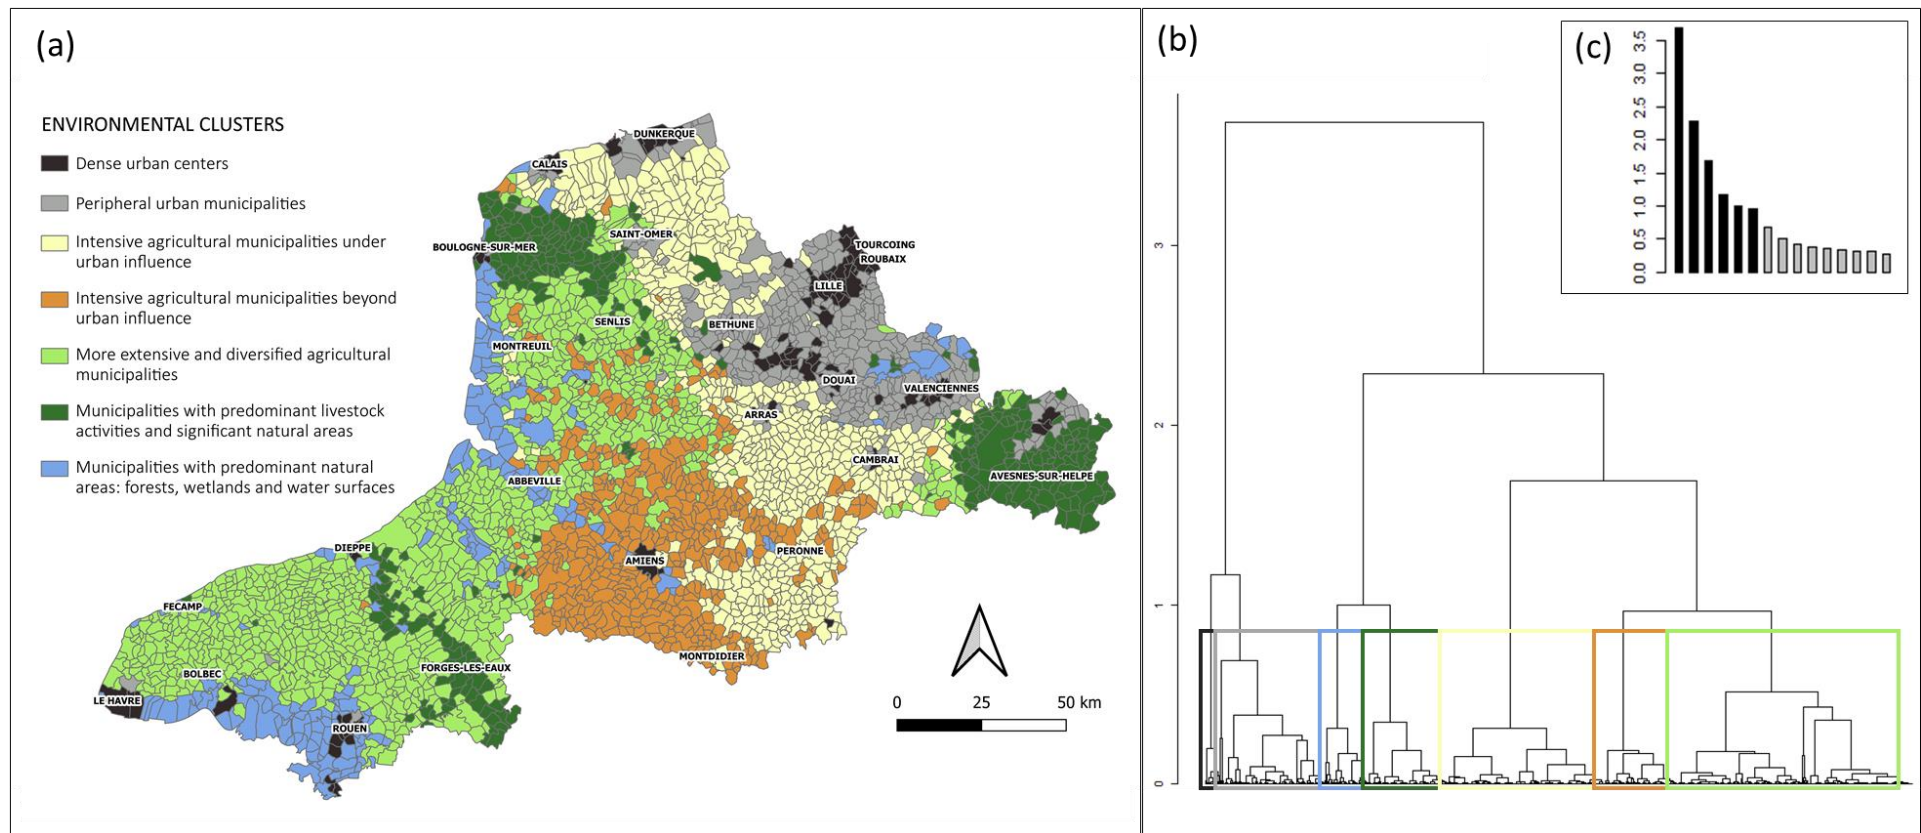 (a)
ENVIRONMENTAL CLUSTERS
Dense urban centers
Peripheral urban municipalities
Intensive agricultural municipalities under
urban influence
Intensive agricultural municipalities beyond
urban influence
More extensive and diversified agricultural
municipalities
Municipalities with predominant livestock
activities and significant natural areas
Municipalities with predominant natural
areas: forests, wetlands and water surfaces
DUNKERQUE
CALAIS
SAINT-OMER
BOULOGNE-SUR-MER
TOURCOING
ROUBAIX
LILLE
SENLIS
BETHUNE
MONTREUIL
DOUAI
VALENCIENNES
ARRAS
CAMBRAI
AVESNES-SUR-HELPE
ABBEVILLE
DIEPPE
AMIENS
PERONNE
FECAMP
MONTDIDIER
FORGES-LES-EAUX
BOLBEC
LE HAVRE
ROUEN
0 25 50 km
(b)
3
2
1
0
(c)
3.5
3.0
2.5
2.0
1.5
1.0
0.5
0.0